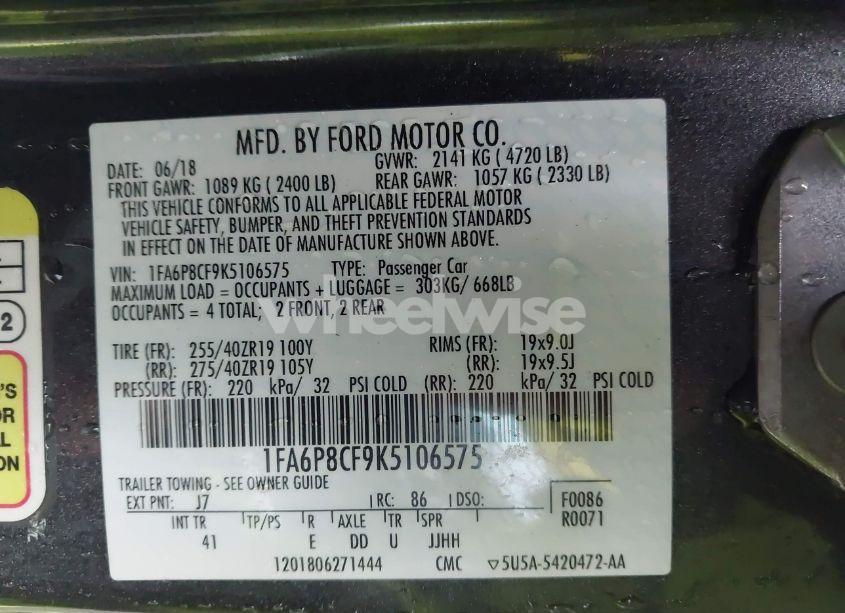 MFD. BY FORD MOTOR CO.
DATE: 06/18 GVWR: 2141 KG ( 4720 LB)
FRONT GAWR: 1089 KG ( 2400 LB) REAR GAWR: 1057 KG ( 2330 LB)
THIS VEHICLE CONFORMS TO ALL APPLICABLE FEDERAL MOTOR
VEHICLE SAFETY, BUMPER, AND THEFT PREVENTION STANDARDS
IN EFFECT ON THE DATE OF MANUFACTURE SHOWN ABOVE.
VIN: 1FA6P8CF9K5106575 TYPE: Passenger Car
MAXIMUM LOAD = OCCUPANTS + LUGGAGE = 303KG/ 668LB
OCCUPANTS = 4 TOTAL; 2 FRONT, 2 REAR
wheelwise
TIRE (FR): 255/40ZR19 100Y RIMS (FR): 19x9.0J
(RR): 275/40ZR19 105Y (RR): 19x9.5J
PRESSURE (FR): 220 kPa/ 32 PSI COLD (RR): 220 kPa/ 32 PSI COLD
1FA6P8CF9K5106575
TRAILER TOWING - SEE OWNER GUIDE
EXT PNT: J7 RC: 86 DSO: F0086
R0071
INT TR TP/PS R AXLE TR SPR
41 E DD U JJHH
1201806271444 CMC ▽5U5A-5420472-AA
2
'S
OR
AL
ON